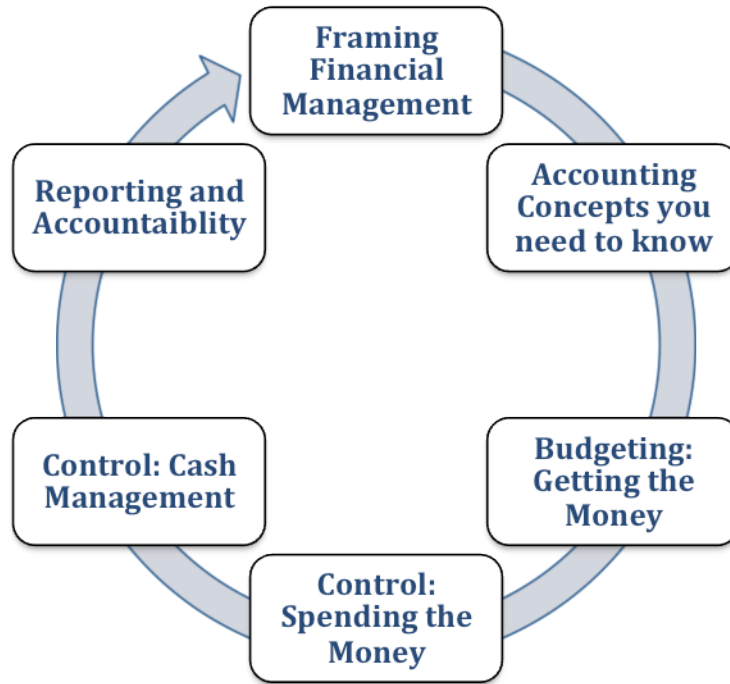 Framing
Financial
Management
Accounting
Concepts you
need to know
Budgeting:
Getting the
Money
Control:
Spending the
Money
Control: Cash
Management
Reporting and
Accountaiblity